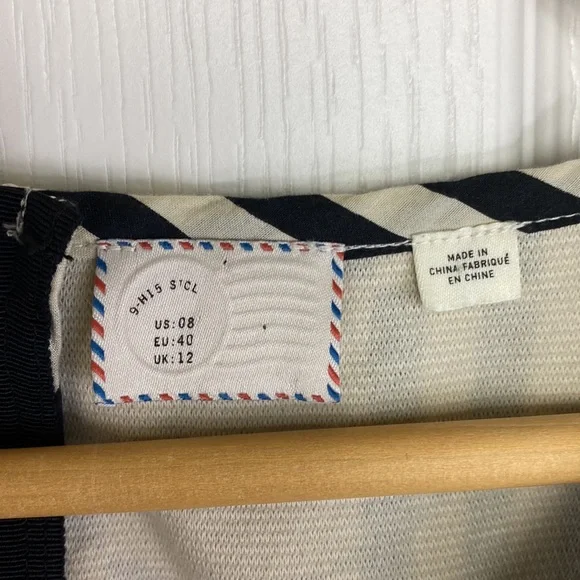 9-H15 STCL
US: 08
EU: 40
UK: 12
MADE IN
CHINA/FABRIQUÉ
EN CHINE